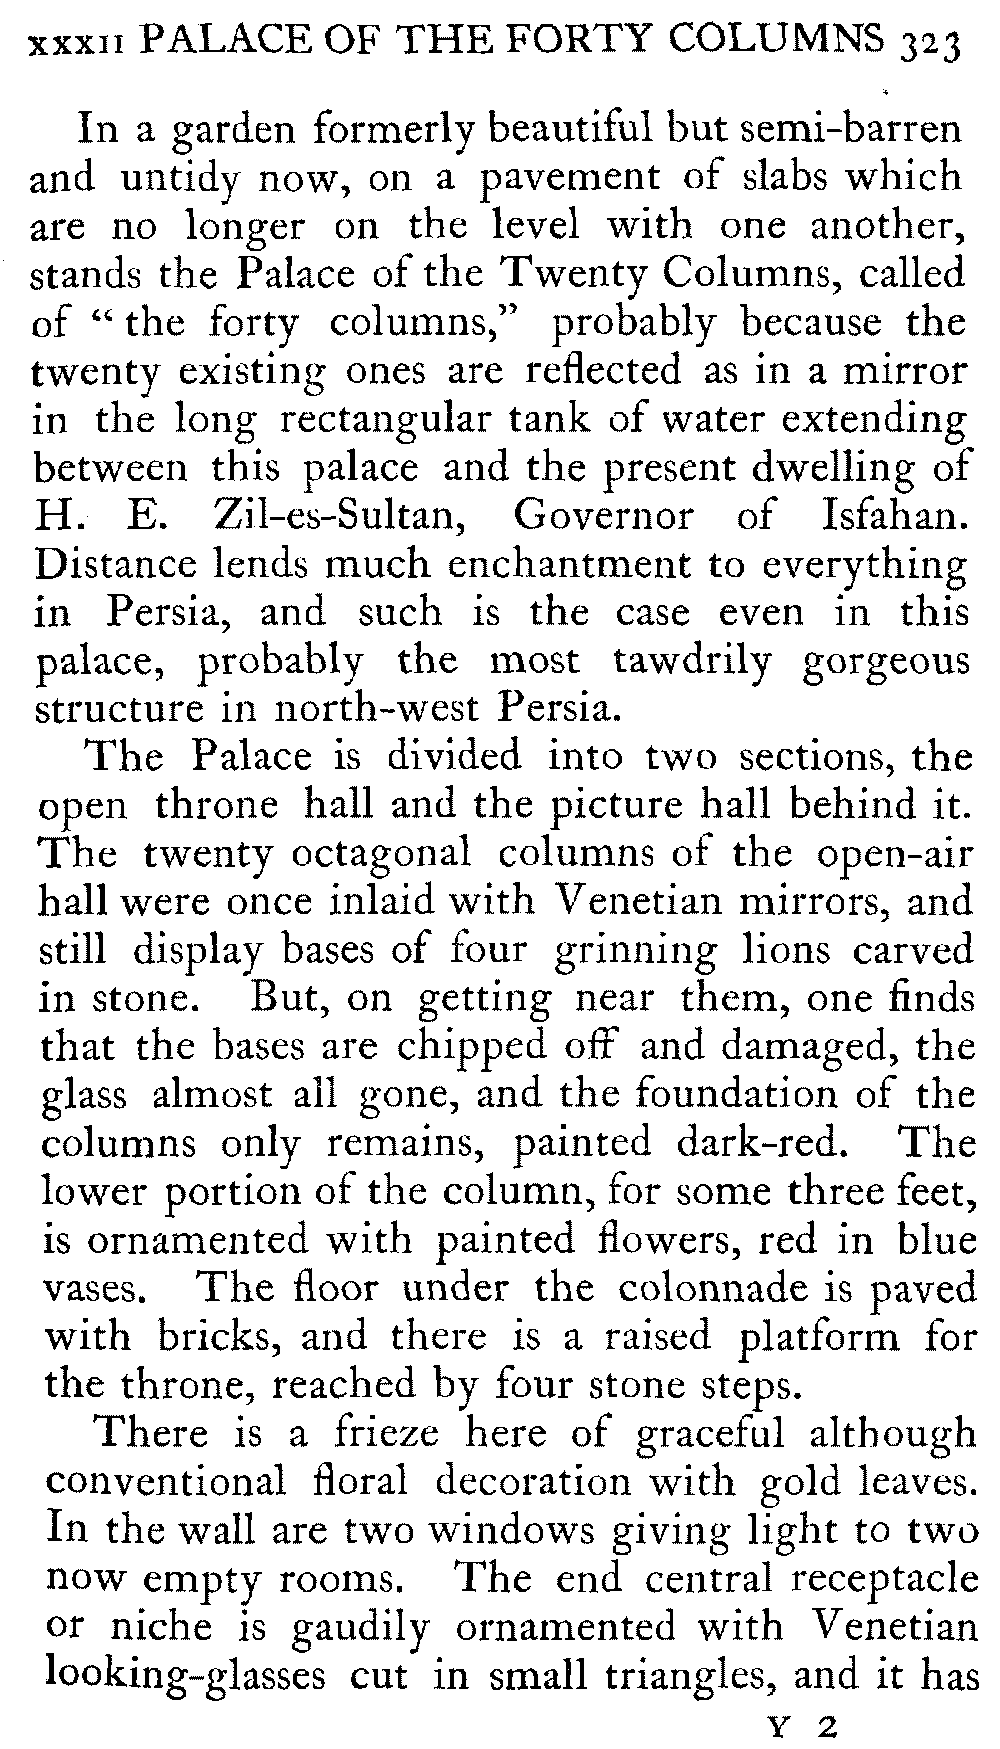 xxxii PALACE OF THE FORTY COLUMNS 323
In a garden formerly beautiful but semi-barren
and untidy now, on a pavement of slabs which
are no longer on the level with one another,
stands the Palace of the Twenty Columns, called
of “the forty columns,” probably because the
twenty existing ones are reflected as in a mirror
in the long rectangular tank of water extending
between this palace and the present dwelling of
H. E. Zil-es-Sultan, Governor of Isfahan.
Distance lends much enchantment to everything
in Persia, and such is the case even in this
palace, probably the most tawdrily gorgeous
structure in north-west Persia.
The Palace is divided into two sections, the
open throne hall and the picture hall behind it.
The twenty octagonal columns of the open-air
hall were once inlaid with Venetian mirrors, and
still display bases of four grinning lions carved
in stone. But, on getting near them, one finds
that the bases are chipped off and damaged, the
glass almost all gone, and the foundation of the
columns only remains, painted dark-red. The
lower portion of the column, for some three feet,
is ornamented with painted flowers, red in blue
vases. The floor under the colonnade is paved
with bricks, and there is a raised platform for
the throne, reached by four stone steps.
There is a frieze here of graceful although
conventional floral decoration with gold leaves.
In the wall are two windows giving light to two
now empty rooms. The end central receptacle
or niche is gaudily ornamented with Venetian
looking-glasses cut in small triangles, and it has
Y 2